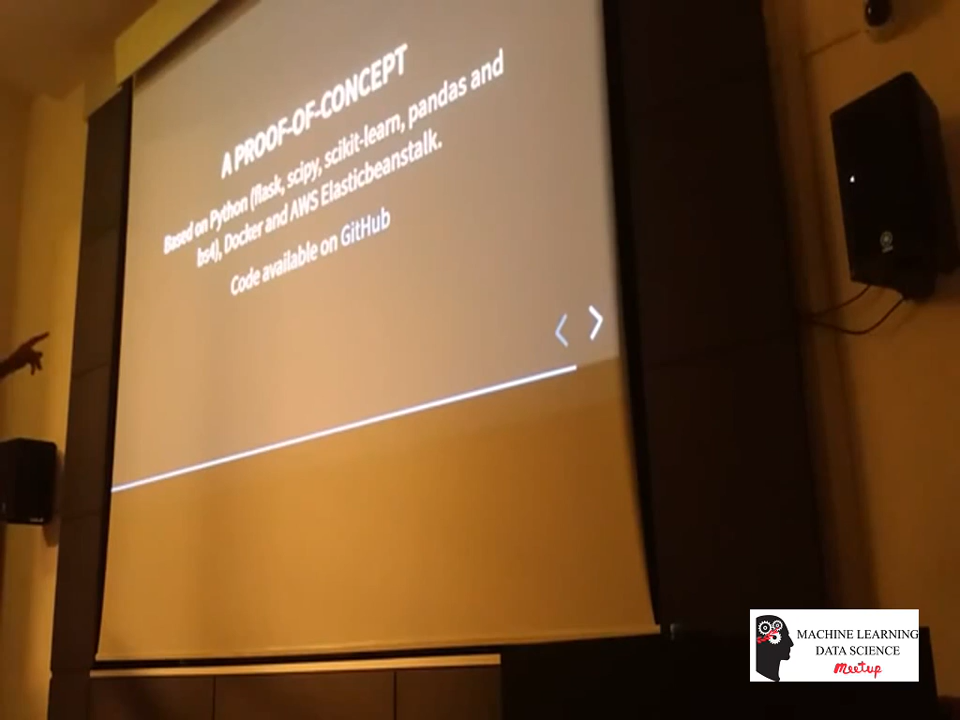 A PROOF-OF-CONCEPT
Based on Python (flask, scipy, scikit-learn, pandas and
bs4), Docker and AWS Elasticbeanstalk.
Code available on GitHub
MACHINE LEARNING
DATA SCIENCE
meetup